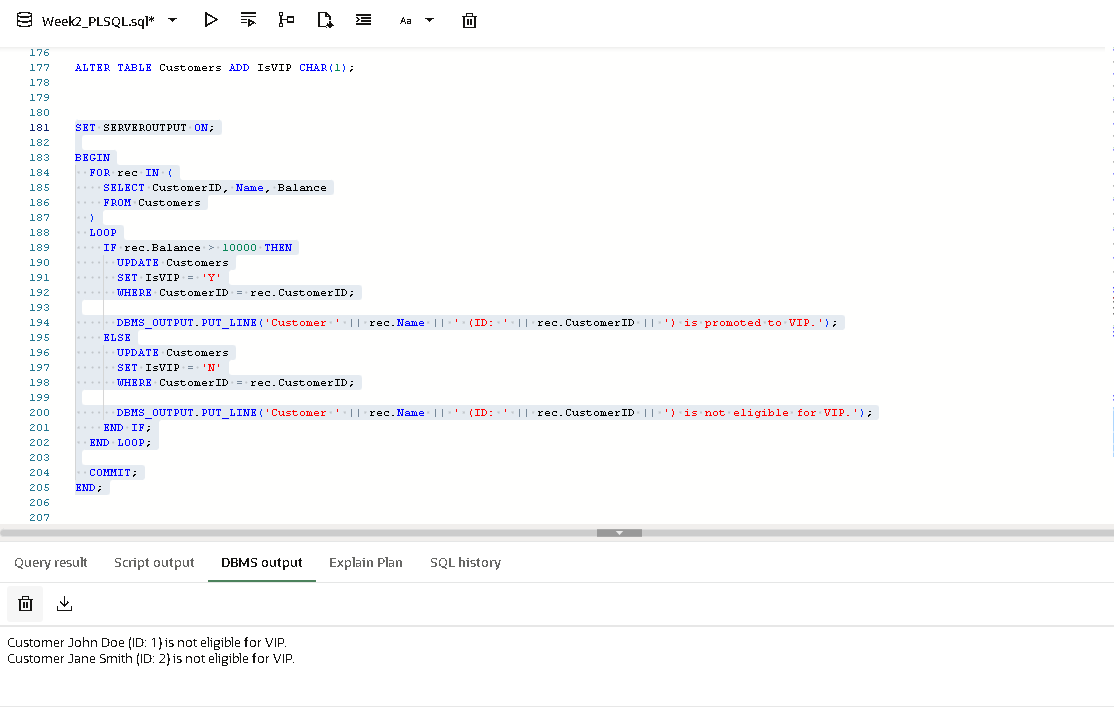 Week2_PLSQL.sql*
Aa
176
177 ALTER TABLE Customers ADD IsVIP CHAR(1);
178
179
180
181 SET SERVEROUTPUT ON;
182
183 BEGIN
184 FOR rec IN (
185 SELECT CustomerID, Name, Balance
186 FROM Customers
187 )
188 LOOP
189 IF rec.Balance > 10000 THEN
190 UPDATE Customers
191 SET IsVIP = 'Y'
192 WHERE CustomerID = rec.CustomerID;
193
194 DBMS_OUTPUT.PUT_LINE('Customer ' || rec.Name || ' (ID: ' || rec.CustomerID || ') is promoted to VIP.');
195 ELSE
196 UPDATE Customers
197 SET IsVIP = 'N'
198 WHERE CustomerID = rec.CustomerID;
199
200 DBMS_OUTPUT.PUT_LINE('Customer ' || rec.Name || ' (ID: ' || rec.CustomerID || ') is not eligible for VIP.');
201 END IF;
202 END LOOP;
203
204 COMMIT;
205 END;
206
207
Query result Script output DBMS output Explain Plan SQL history
Customer John Doe (ID: 1) is not eligible for VIP.
Customer Jane Smith (ID: 2) is not eligible for VIP.